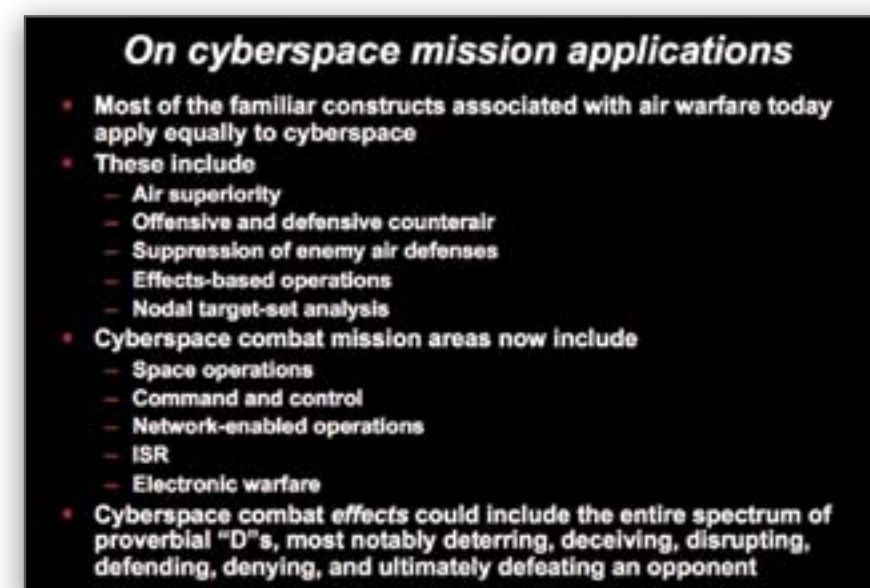 On cyberspace mission applications
• Most of the familiar constructs associated with air warfare today
apply equally to cyberspace
• These include
– Air superiority
– Offensive and defensive counterair
– Suppression of enemy air defenses
– Effects-based operations
– Nodal target-set analysis
• Cyberspace combat mission areas now include
– Space operations
– Command and control
– Network-enabled operations
– ISR
– Electronic warfare
• Cyberspace combat effects could include the entire spectrum of
proverbial “D”s, most notably deterring, deceiving, disrupting,
defending, denying, and ultimately defeating an opponent